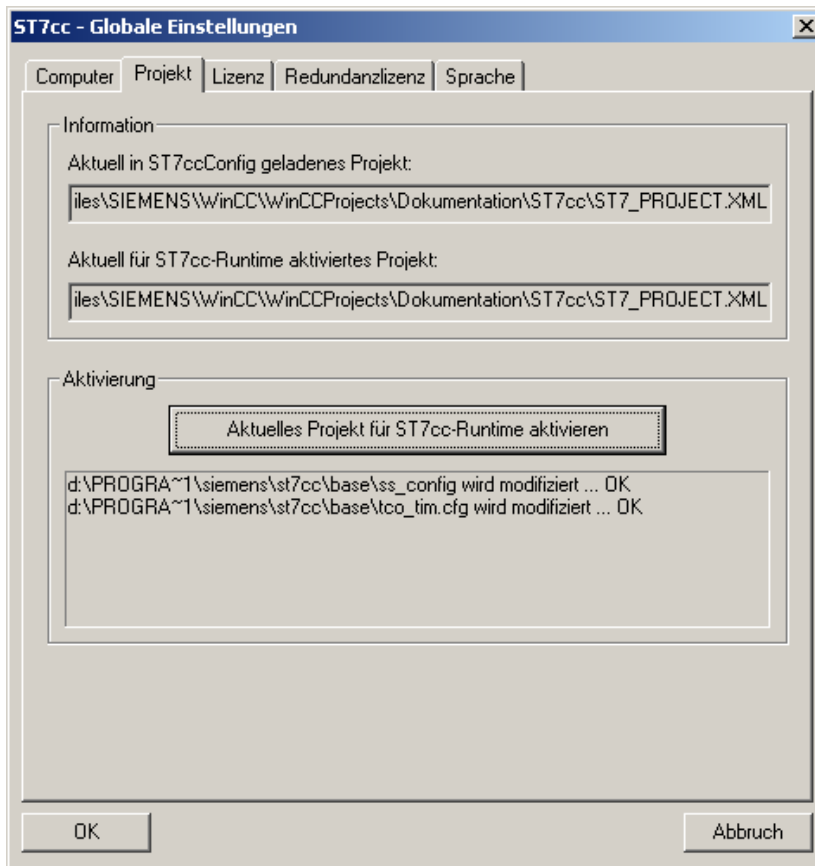 ST7cc - Globale Einstellungen
Computer Projekt Lizenz Redundanzlizenz Sprache
Information
Aktuell in ST7ccConfig geladenes Projekt:
iles\SIEMENS\WinCC\WinCCProjects\Dokumentation\ST7cc\ST7_PROJECT.XML
Aktuell für ST7cc-Runtime aktiviertes Projekt:
iles\SIEMENS\WinCC\WinCCProjects\Dokumentation\ST7cc\ST7_PROJECT.XML
Aktivierung
Aktuelles Projekt für ST7cc-Runtime aktivieren
d:\PROGRA~1\siemens\st7cc\base\ss_config wird modifiziert ... OK
d:\PROGRA~1\siemens\st7cc\base\tco_tim.cfg wird modifiziert ... OK
OK Abbruch